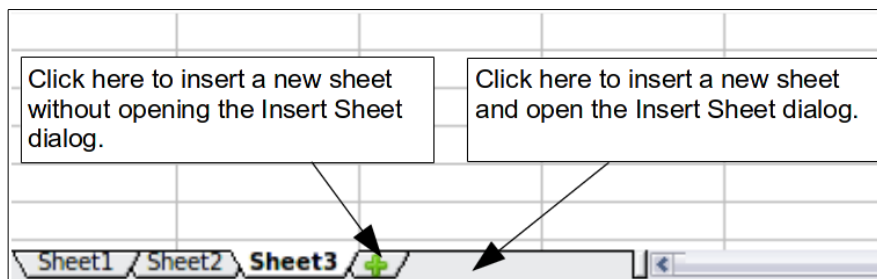 Click here to insert a new sheet
without opening the Insert Sheet
dialog.
Click here to insert a new sheet
and open the Insert Sheet dialog.
Sheet1 Sheet2 Sheet3